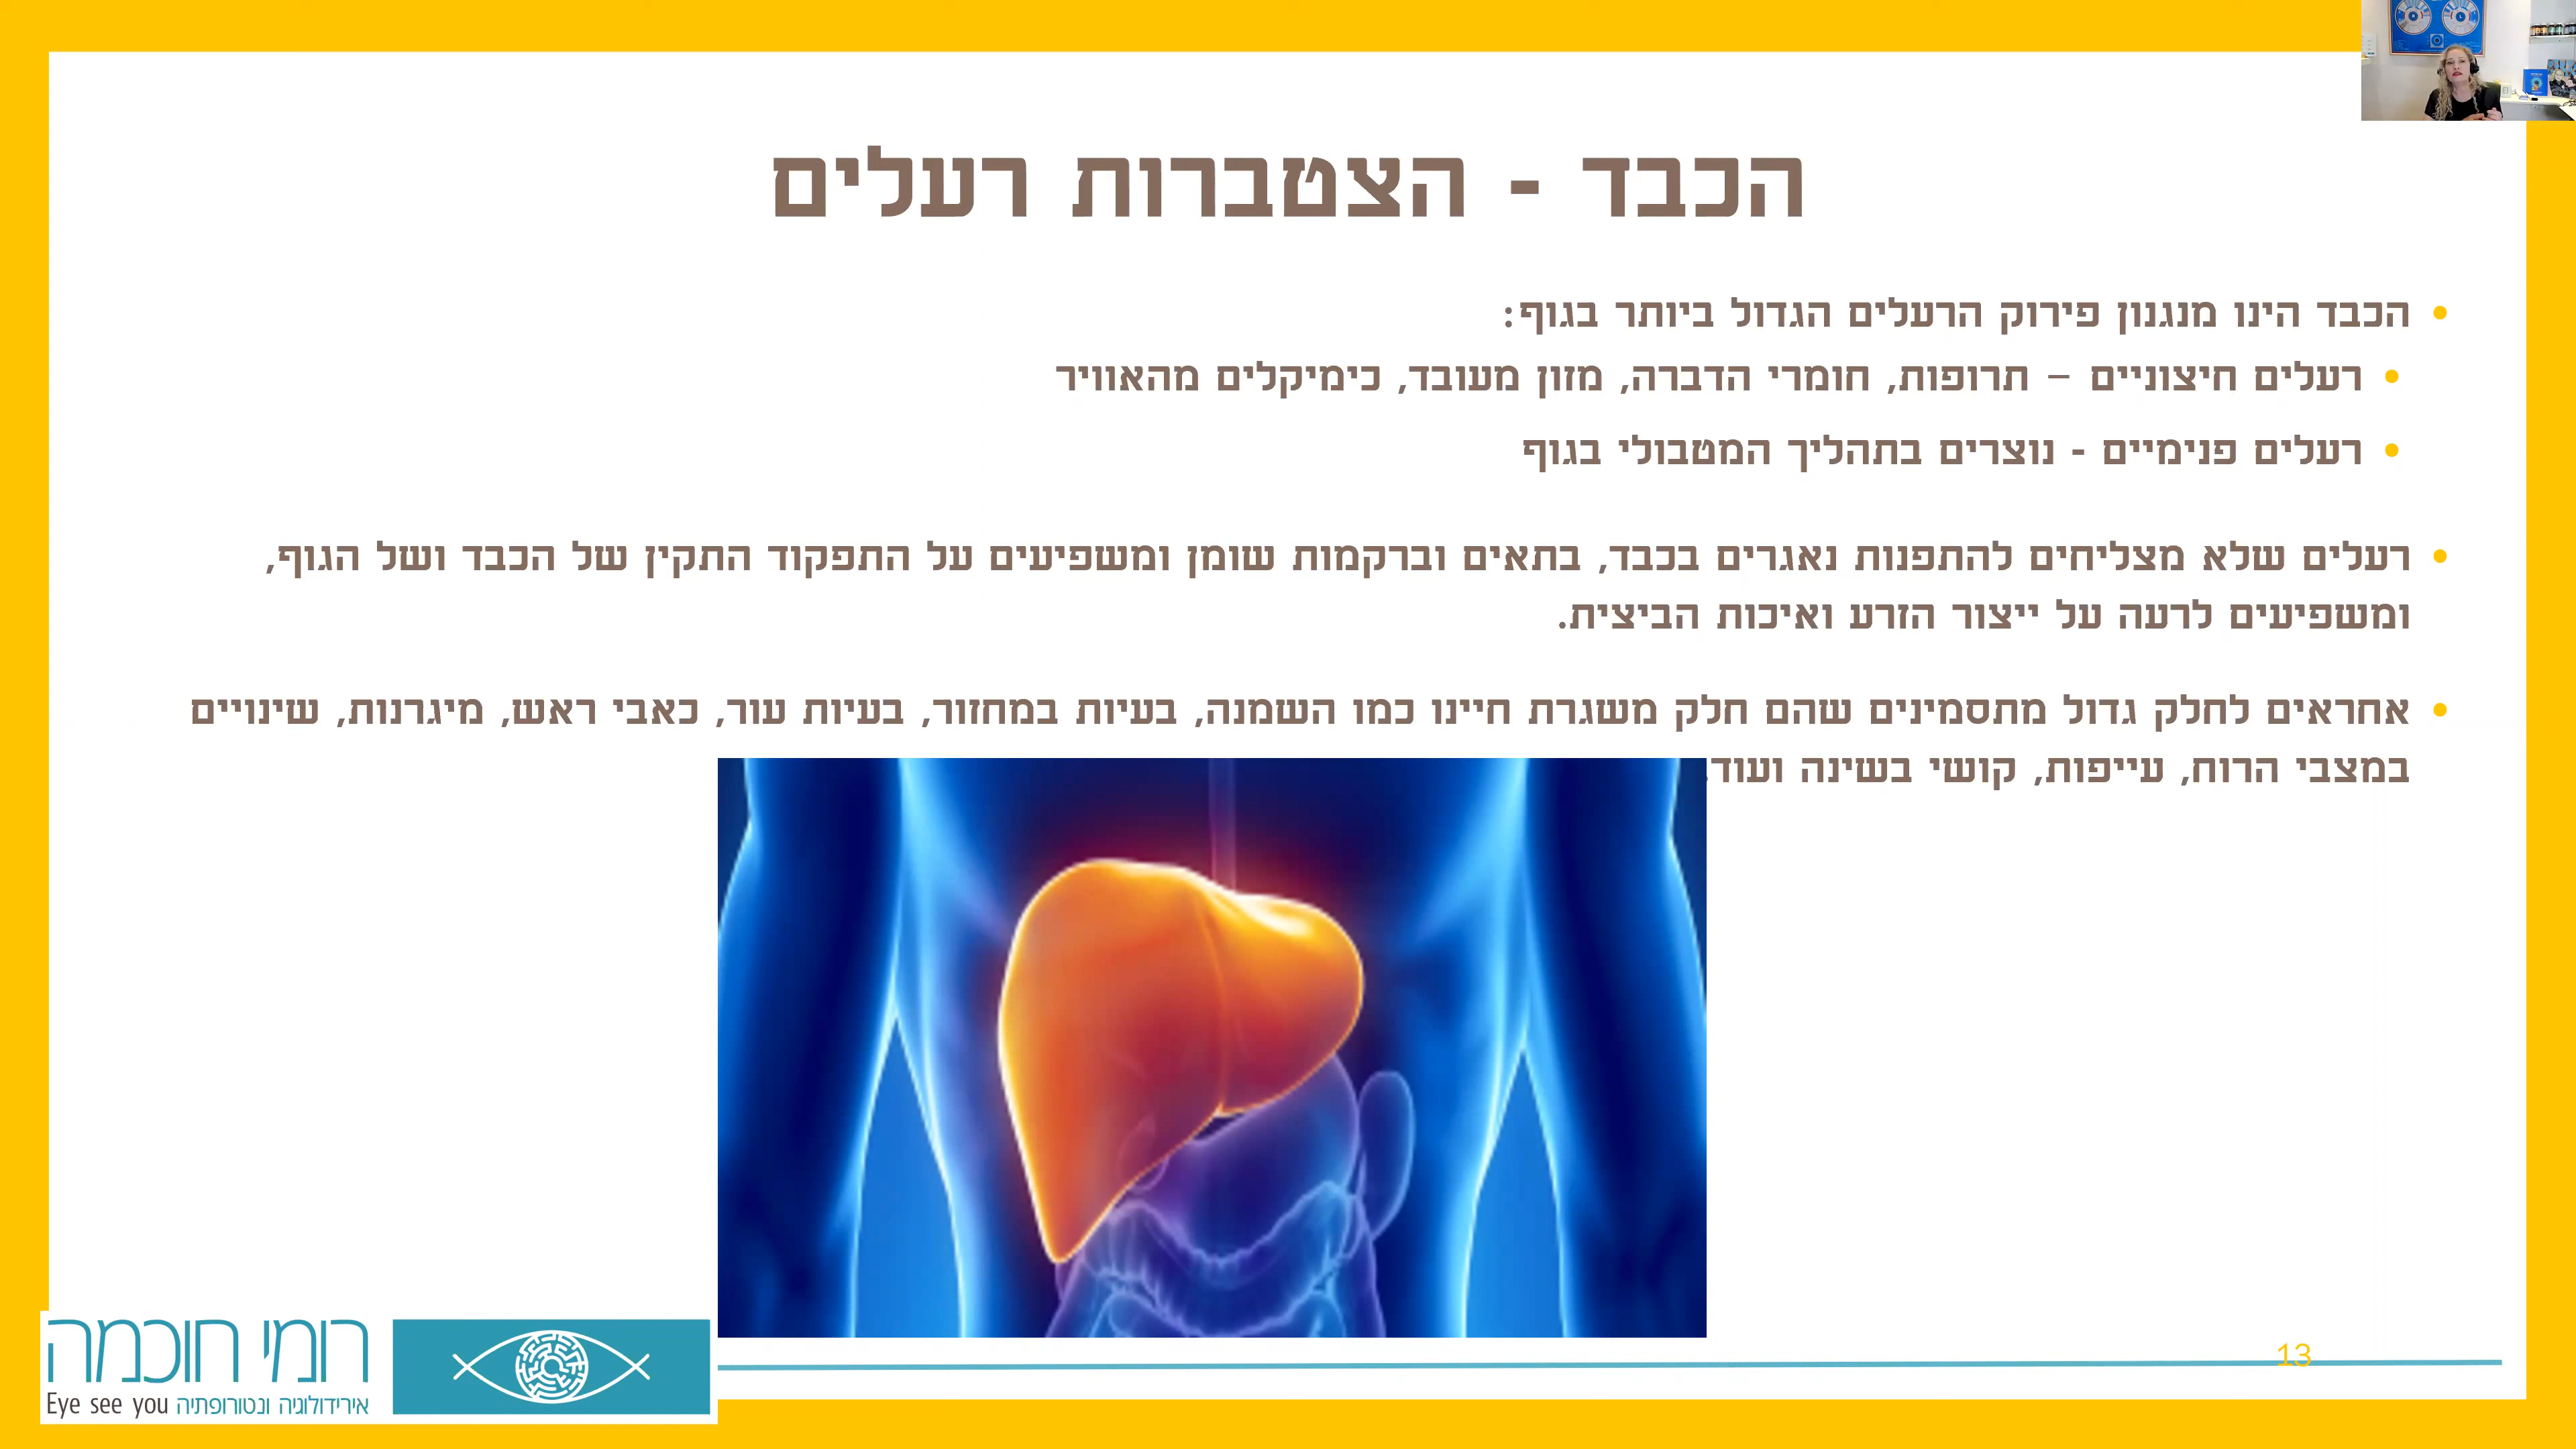 הכבד - הצטברות רעלים
• הכבד הינו מנגנון פירוק הרעלים הגדול ביותר בגוף:
• רעלים חיצוניים – תרופות, חומרי הדברה, מזון מעובד, כימיקלים מהאוויר
• רעלים פנימיים - נוצרים בתהליך המטבולי בגוף
• רעלים שלא מצליחים להתפנות נאגרים בכבד, בתאים וברקמות שומן ומשפיעים על התפקוד התקין של הכבד ושל הגוף,
ומשפיעים לרעה על ייצור הזרע ואיכות הביצית.
• אחראים לחלק גדול מתסמינים שהם חלק משגרת חיינו כמו השמנה, בעיות במחזור, בעיות עור, כאבי ראש, מיגרנות, שינויים
במצבי הרוח, עייפות, קושי בשינה ועוד.
רומי חוכמה
אירידולוגיה ונטורופתיה Eye see you
13